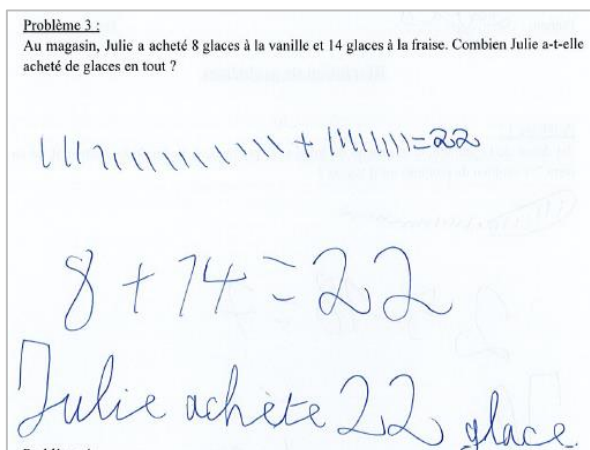 Problème 3 :
Au magasin, Julie a acheté 8 glaces à la vanille et 14 glaces à la fraise. Combien Julie a-t-elle
acheté de glaces en tout ?
| | | | | | | | | | | | | | + | | | | | | | | = 22
8 + 14 = 22
Julie achète 22 glace.